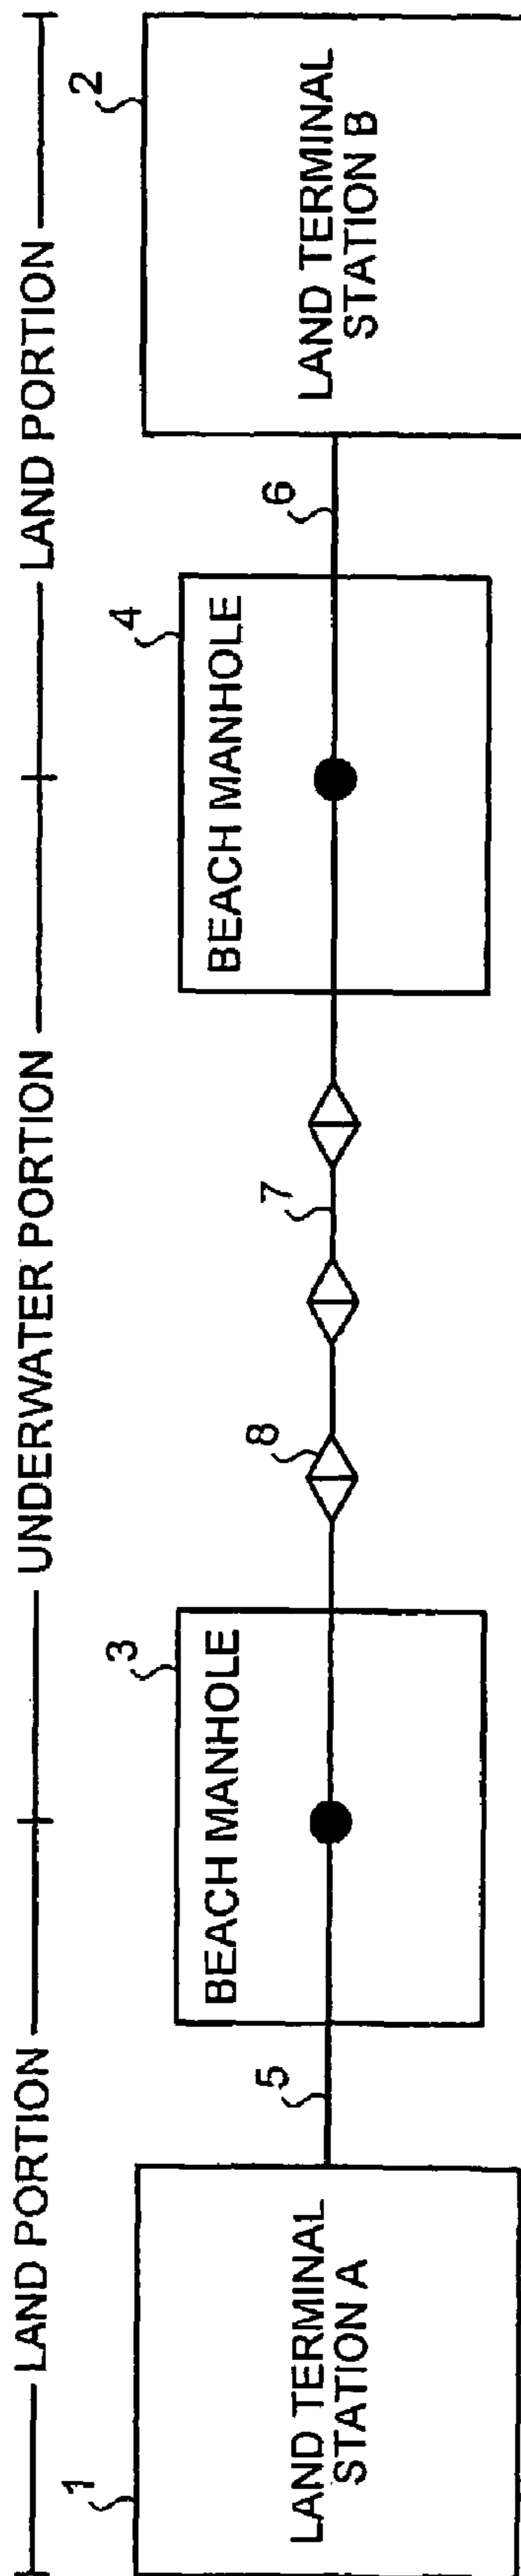 LAND PORTION
UNDERWATER PORTION
LAND PORTION
1
LAND TERMINAL
STATION A
5
3
BEACH MANHOLE
8
7
4
BEACH MANHOLE
6
2
LAND TERMINAL
STATION B